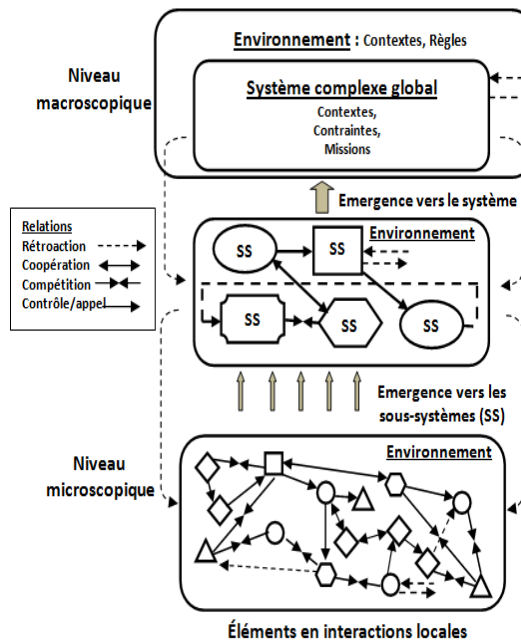 Environnement : Contextes, Règles
Niveau
macroscopique
Système complexe global
Contextes,
Contraintes,
Missions
Emergence vers le système
Relations
Rétroaction
Coopération
Compétition
Contrôle/appel
Environnement
SS
SS
SS
SS
SS
Emergence vers les
sous-systèmes (SS)
Niveau
microscopique
Environnement
Éléments en interactions locales